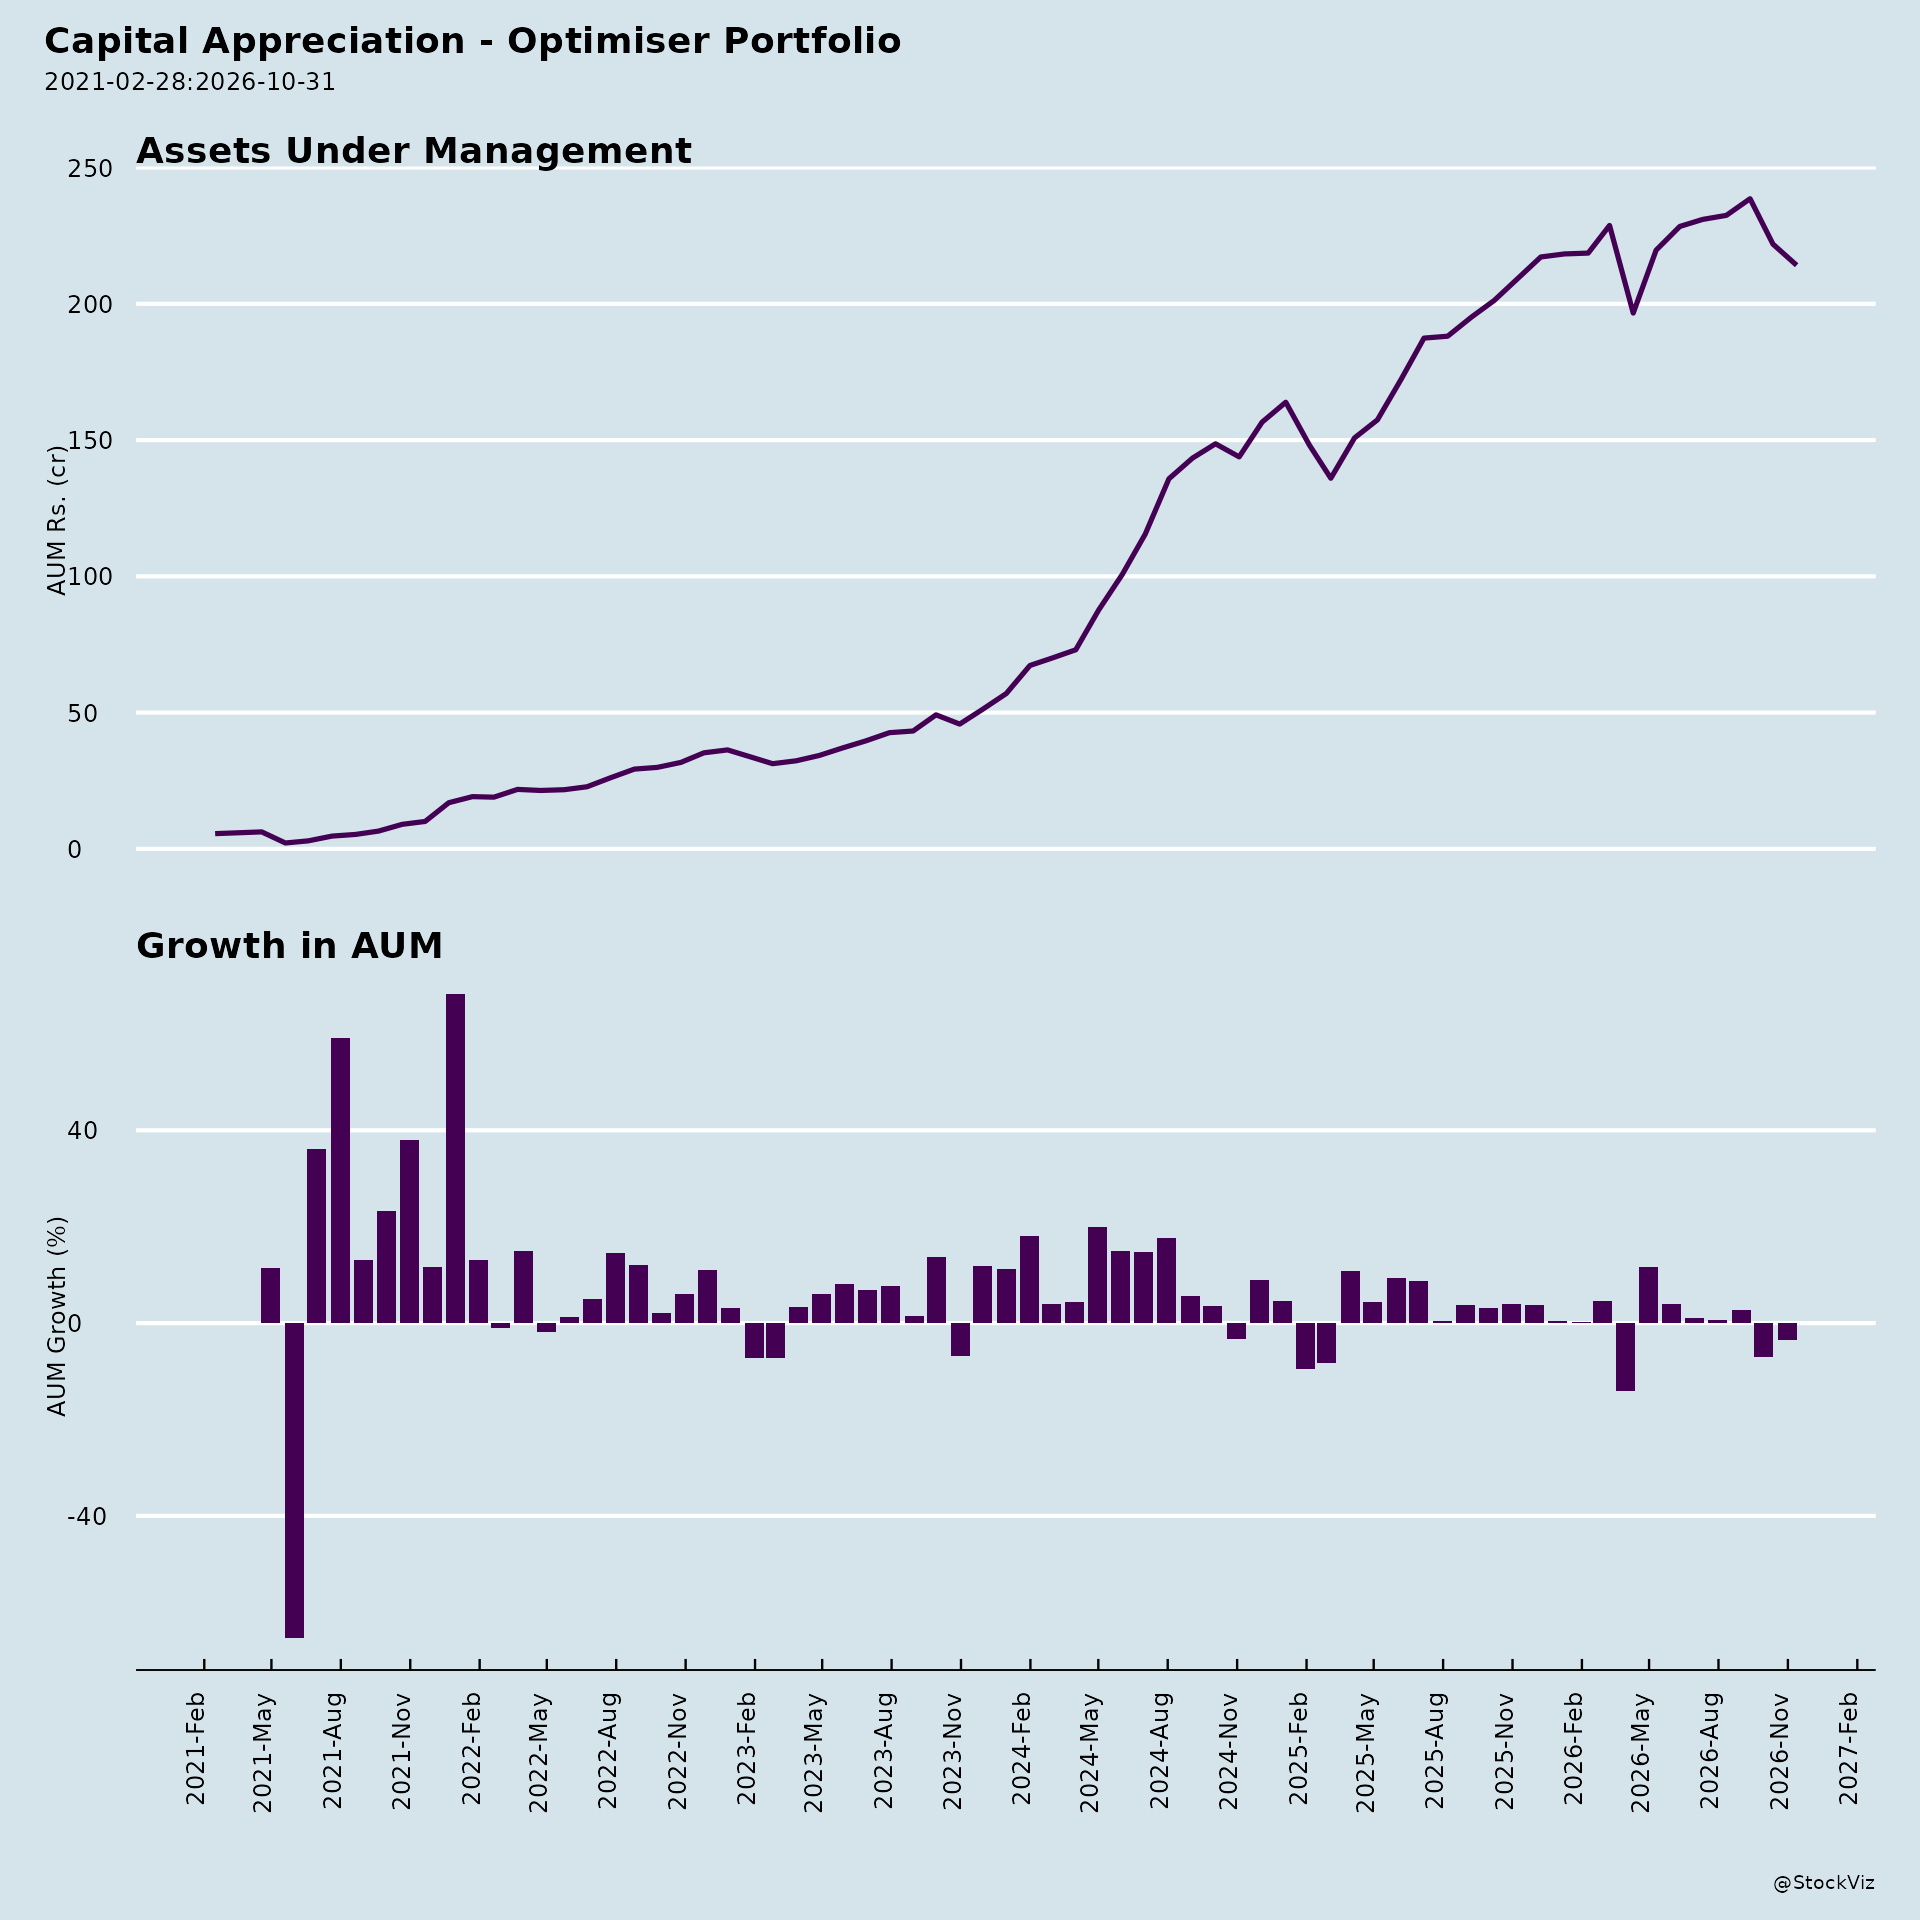 Capital Appreciation - Optimiser Portfolio
2021-02-28:2026-10-31
Assets Under Management
250
200
150
100
50
0
AUM Rs. (cr)
Growth in AUM
40
0
-40
AUM Growth (%)
2021-Feb
2021-May
2021-Aug
2021-Nov
2022-Feb
2022-May
2022-Aug
2022-Nov
2023-Feb
2023-May
2023-Aug
2023-Nov
2024-Feb
2024-May
2024-Aug
2024-Nov
2025-Feb
2025-May
2025-Aug
2025-Nov
2026-Feb
2026-May
2026-Aug
2026-Nov
2027-Feb
@StockViz